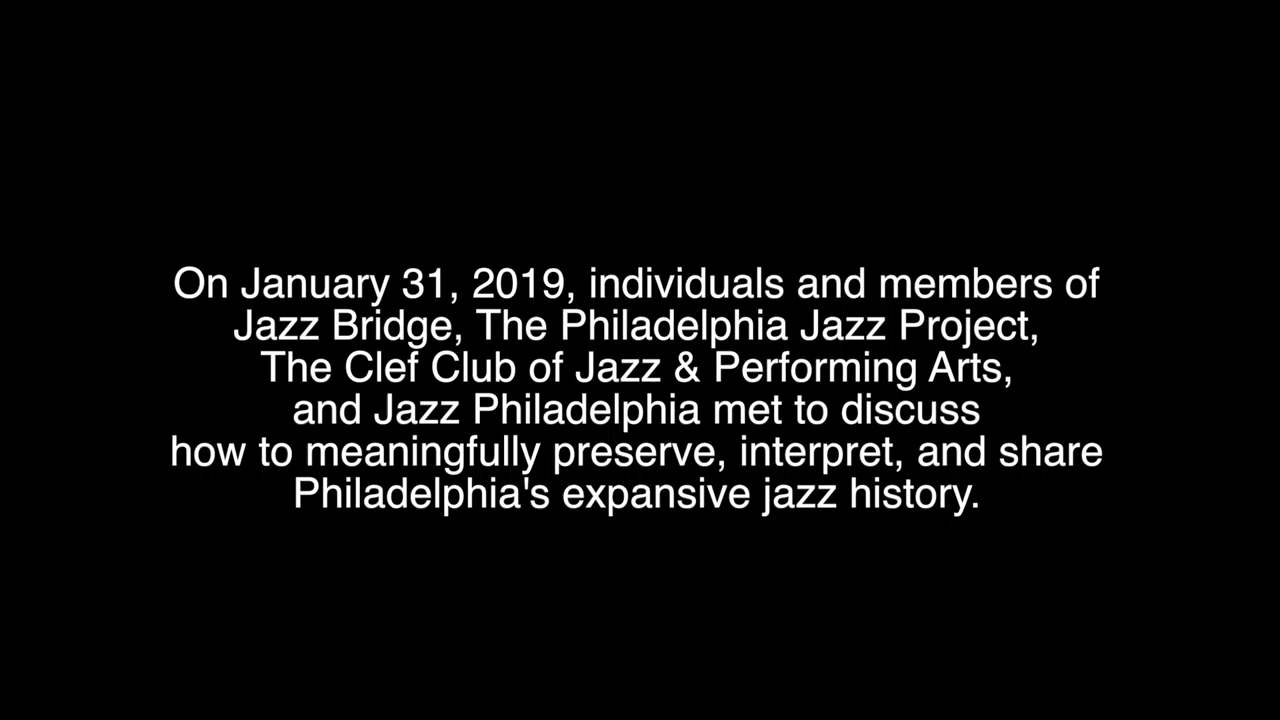 On January 31, 2019, individuals and members of
Jazz Bridge, The Philadelphia Jazz Project,
The Clef Club of Jazz & Performing Arts,
and Jazz Philadelphia met to discuss
how to meaningfully preserve, interpret, and share
Philadelphia's expansive jazz history.